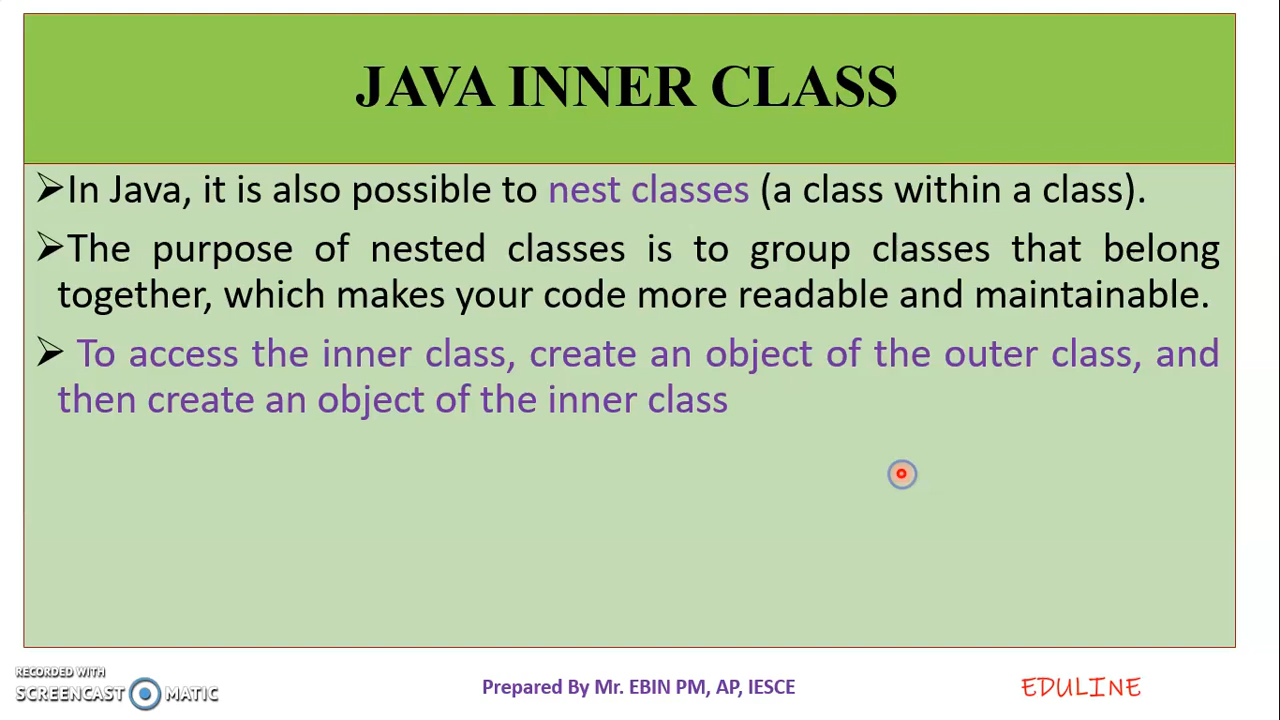 JAVA INNER CLASS
➢In Java, it is also possible to nest classes (a class within a class).
➢The purpose of nested classes is to group classes that belong
together, which makes your code more readable and maintainable.
➢ To access the inner class, create an object of the outer class, and
then create an object of the inner class
RECORDED WITH
SCREENCAST MATIC
Prepared By Mr. EBIN PM, AP, IESCE
EDULINE